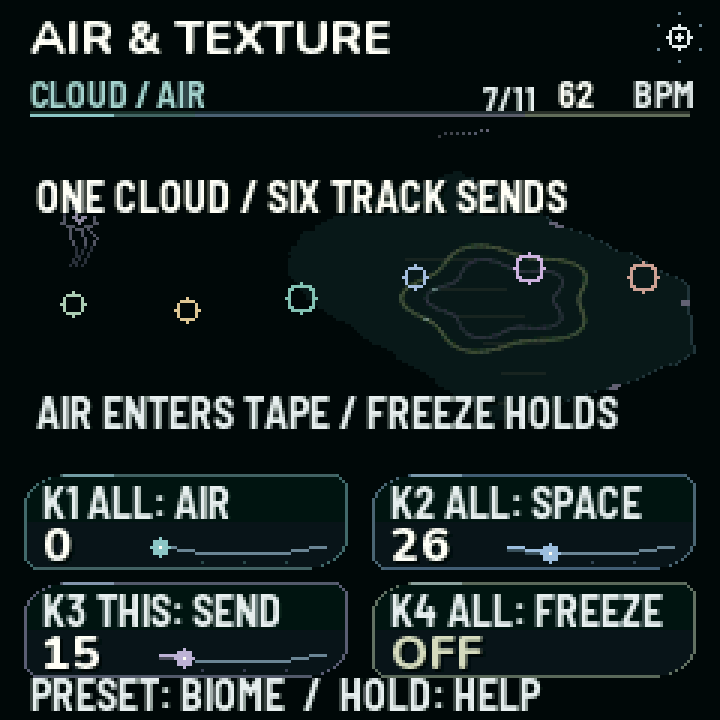 AIR & TEXTURE
CLOUD / AIR 7/11 62 BPM
ONE CLOUD / SIX TRACK SENDS
AIR ENTERS TAPE / FREEZE HOLDS
K1 ALL: AIR
0
K2 ALL: SPACE
26
K3 THIS: SEND
15
K4 ALL: FREEZE
OFF
PRESET: BIOME / HOLD: HELP